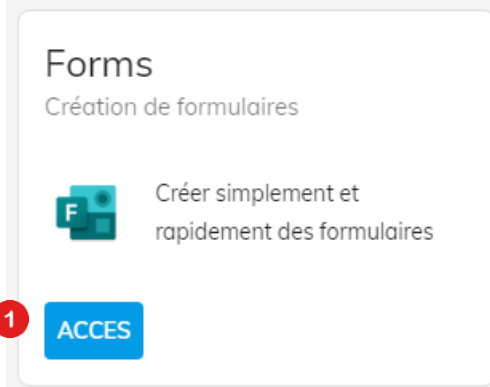 Forms
Création de formulaires
F
Créer simplement et
rapidement des formulaires
1
ACCES